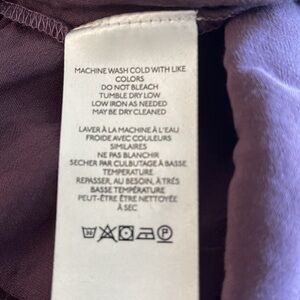 MACHINE WASH COLD WITH LIKE
COLORS
DO NOT BLEACH
TUMBLE DRY LOW
LOW IRON AS NEEDED
MAY BE DRY CLEANED
LAVER À LA MACHINE À L'EAU
FROIDE AVEC COULEURS
SIMILAIRES
NE PAS BLANCHIR
SECHER PAR CULBUTAGE À BASSE
TEMPERATURE
REPASSER, AU BESOIN, À TRÉS
BASSE TEMPÉRATURE
PEUT-ÊTRE ÊTRE NETTOYÉE
À SEC